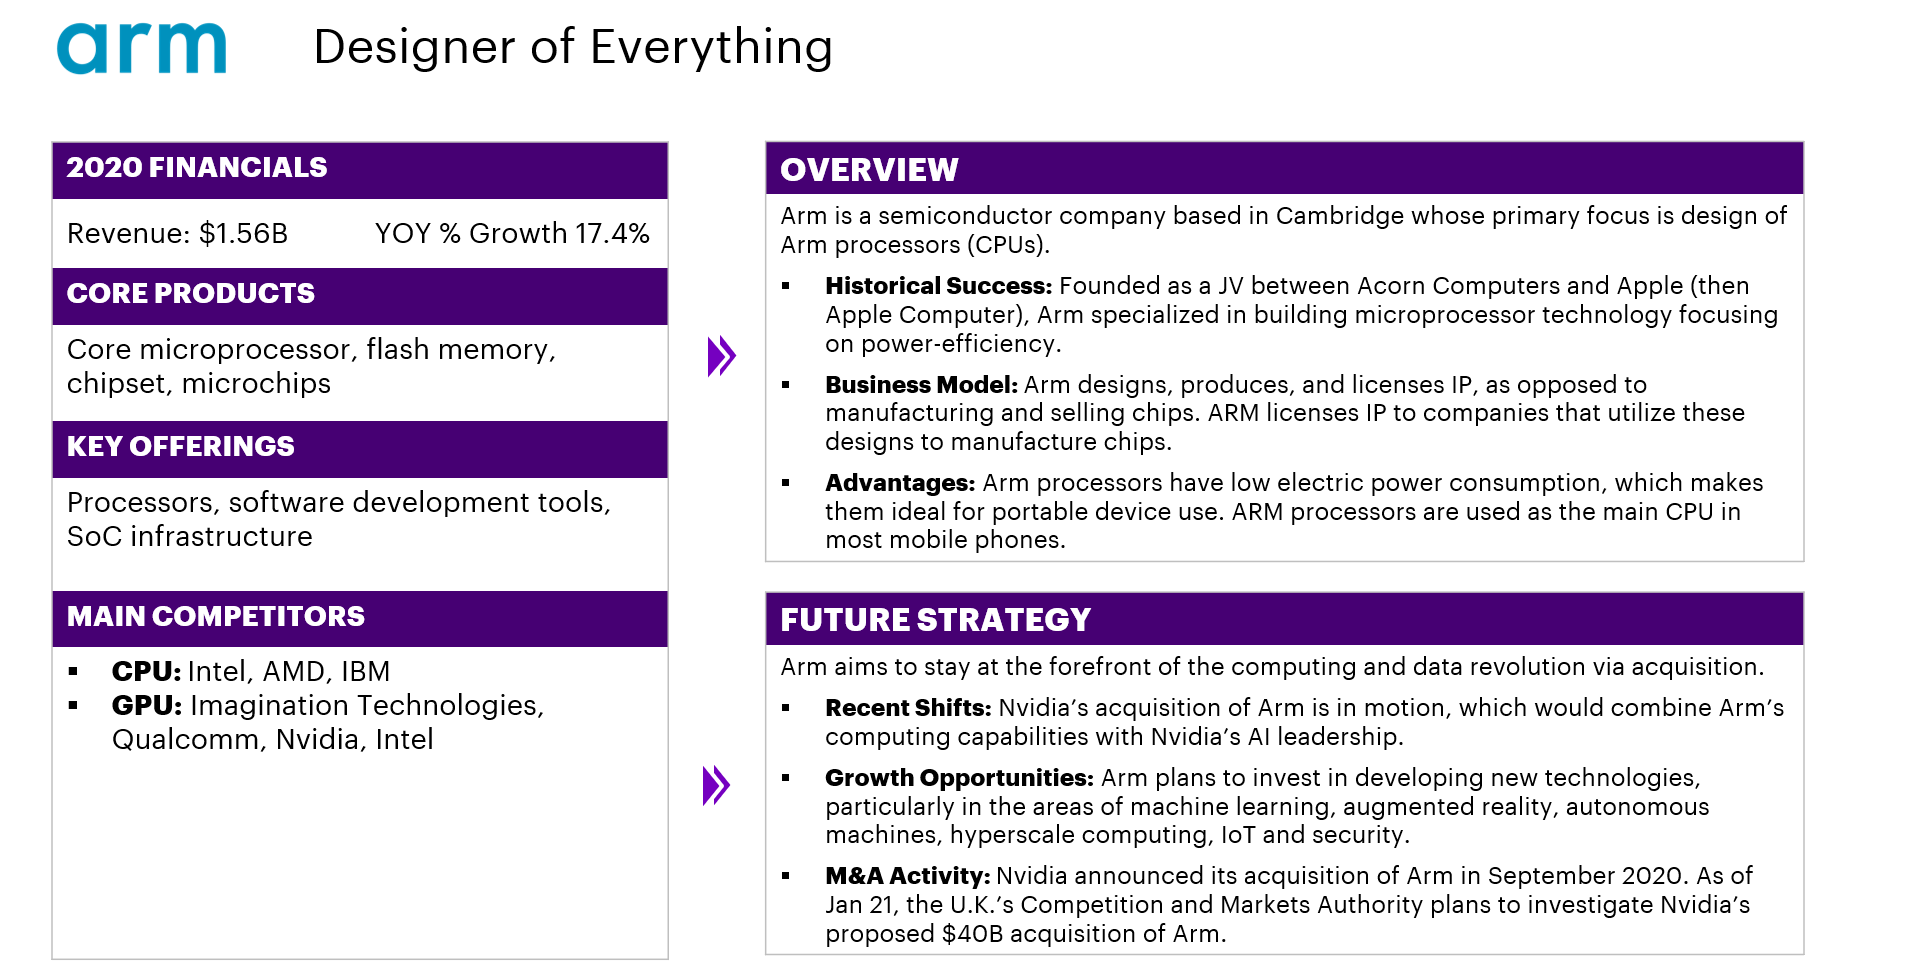 arm
Designer of Everything
2020 FINANCIALS
Revenue: $1.56B YOY % Growth 17.4%
CORE PRODUCTS
Core microprocessor, flash memory,
chipset, microchips
KEY OFFERINGS
Processors, software development tools,
SoC infrastructure
MAIN COMPETITORS
▪ CPU: Intel, AMD, IBM
▪ GPU: Imagination Technologies,
Qualcomm, Nvidia, Intel
OVERVIEW
Arm is a semiconductor company based in Cambridge whose primary focus is design of
Arm processors (CPUs).
▪ Historical Success: Founded as a JV between Acorn Computers and Apple (then
Apple Computer), Arm specialized in building microprocessor technology focusing
on power-efficiency.
▪ Business Model: Arm designs, produces, and licenses IP, as opposed to
manufacturing and selling chips. ARM licenses IP to companies that utilize these
designs to manufacture chips.
▪ Advantages: Arm processors have low electric power consumption, which makes
them ideal for portable device use. ARM processors are used as the main CPU in
most mobile phones.
FUTURE STRATEGY
Arm aims to stay at the forefront of the computing and data revolution via acquisition.
▪ Recent Shifts: Nvidia’s acquisition of Arm is in motion, which would combine Arm’s
computing capabilities with Nvidia’s AI leadership.
▪ Growth Opportunities: Arm plans to invest in developing new technologies,
particularly in the areas of machine learning, augmented reality, autonomous
machines, hyperscale computing, IoT and security.
▪ M&A Activity: Nvidia announced its acquisition of Arm in September 2020. As of
Jan 21, the U.K.’s Competition and Markets Authority plans to investigate Nvidia’s
proposed $40B acquisition of Arm.